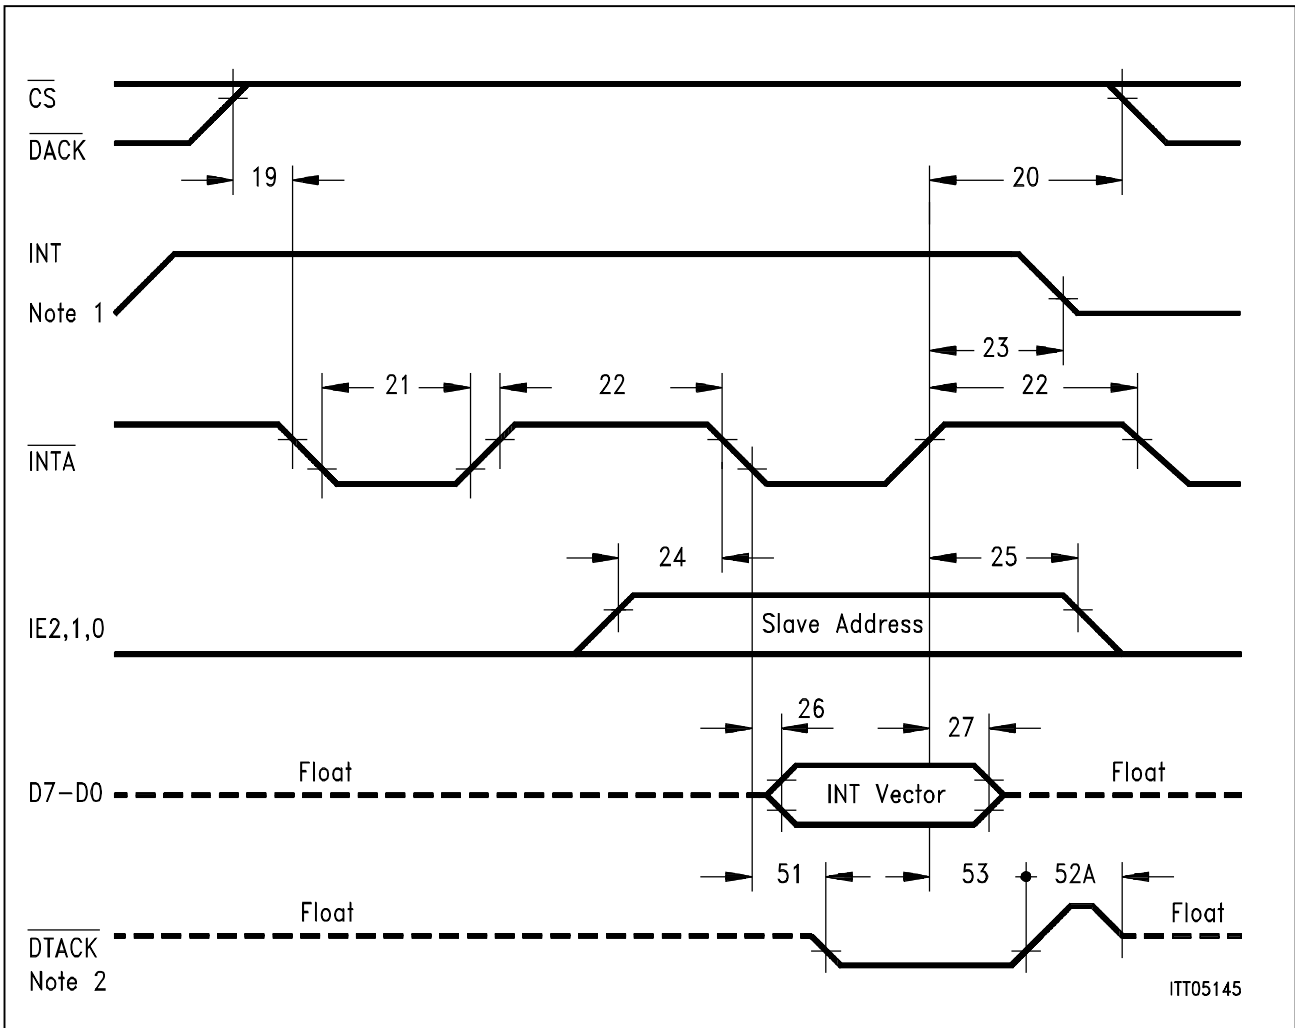 CS
DACK
19
20
INT
Note 1
23
21
22
22
INTA
24
25
IE2,1,0
Slave Address
26
27
Float
Float
D7-D0
INT Vector
51
53
52A
Float
Float
DTACK
Note 2
ITT05145